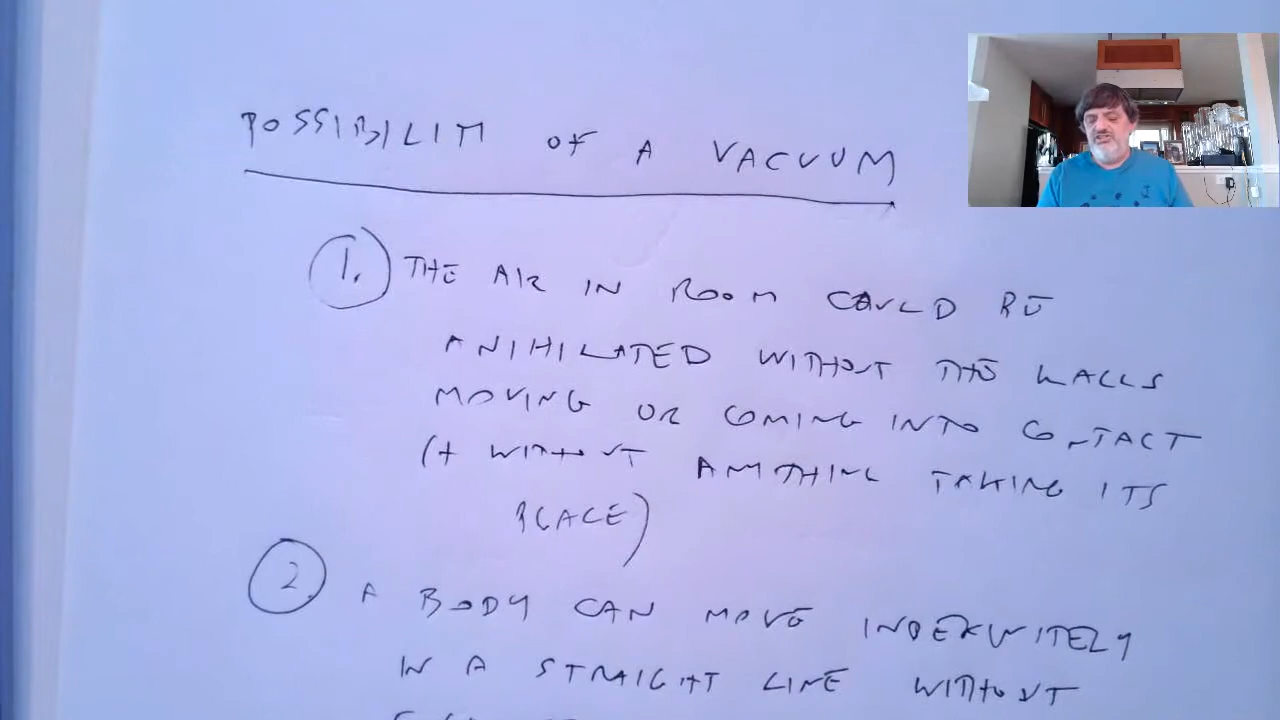 POSSIBILITY OF A VACUUM
1. THE AIR IN ROOM COULD BE
ANIHILATED WITHOUT THE WALLS
MOVING OR COMING INTO CONTACT
(+ WITHOUT ANYTHING TAKING ITS
PLACE)
2. A BODY CAN MOVE INDEFINITELY
IN A STRAIGHT LINE WITHOUT